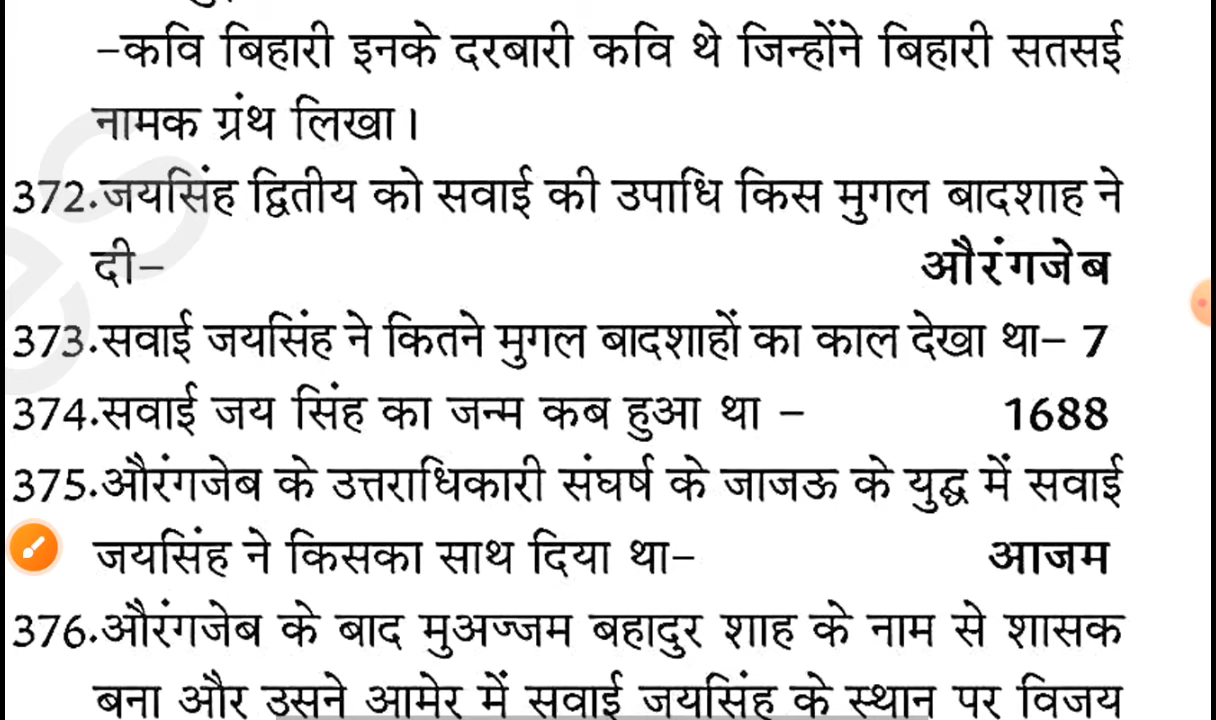 –कवि बिहारी इनके दरबारी कवि थे जिन्होंने बिहारी सतसई
नामक ग्रंथ लिखा।
372.जयसिंह द्वितीय को सवाई की उपाधि किस मुगल बादशाह ने
दी– औरंगजेब
373.सवाई जयसिंह ने कितने मुगल बादशाहों का काल देखा था– 7
374.सवाई जय सिंह का जन्म कब हुआ था – 1688
375.औरंगजेब के उत्तराधिकारी संघर्ष के जाजऊ के युद्ध में सवाई
जयसिंह ने किसका साथ दिया था– आजम
376.औरंगजेब के बाद मुअज्जम बहादुर शाह के नाम से शासक
बना और उसने आमेर में सवाई जयसिंह के स्थान पर विजय